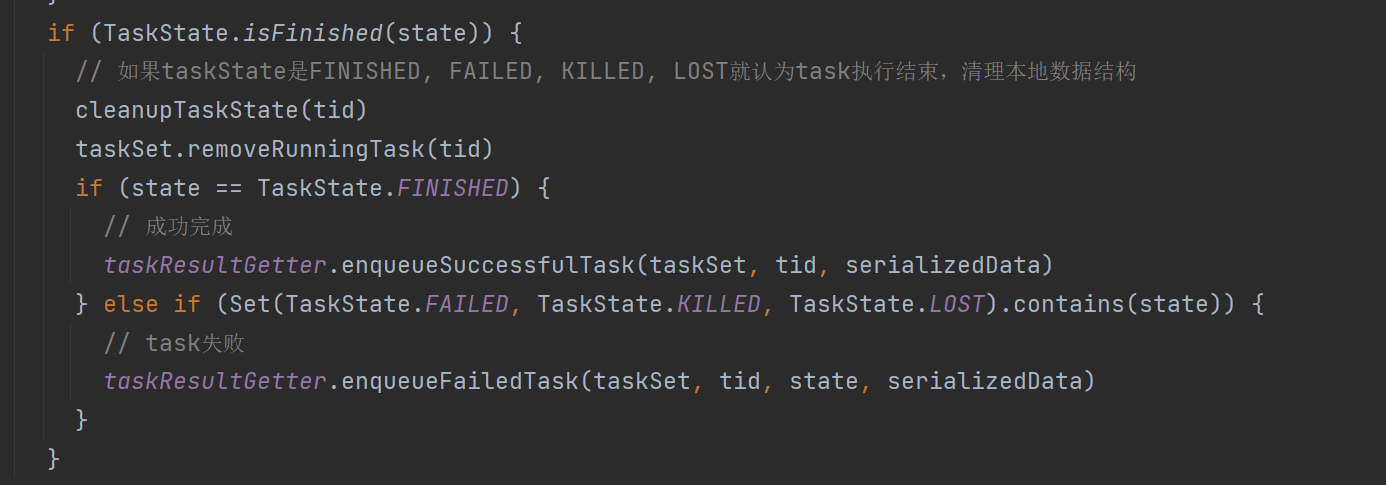 }
if (TaskState.isFinished(state)) {
// 如果taskState是FINISHED, FAILED, KILLED, LOST就认为task执行结束，清理本地数据结构
cleanupTaskState(tid)
taskSet.removeRunningTask(tid)
if (state == TaskState.FINISHED) {
// 成功完成
taskResultGetter.enqueueSuccessfulTask(taskSet, tid, serializedData)
} else if (Set(TaskState.FAILED, TaskState.KILLED, TaskState.LOST).contains(state)) {
// task失败
taskResultGetter.enqueueFailedTask(taskSet, tid, state, serializedData)
}
}